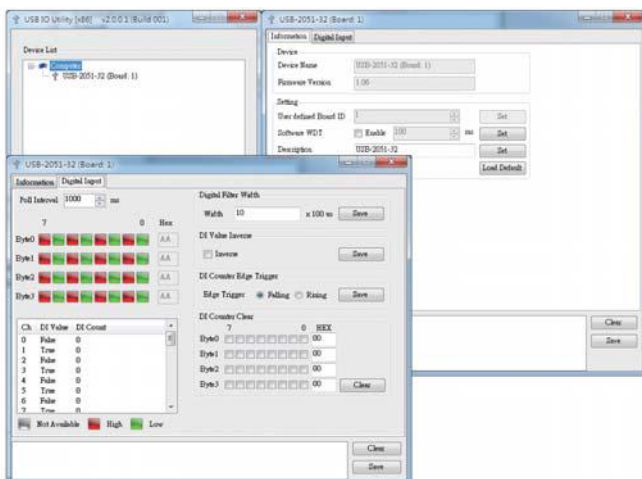 USB IO Utility [x86] v2.0.0.1 (Build 001)
Device List
Computer
USB-2051-32 (Board: 1)
USB-2051-32 (Board: 1)
Information
Digital Input
Device
Device Name
USB-2051-32 (Board: 1)
Firmware Version
1.06
Setting
User defined Board ID
1
Set
Software WDT
Enable
100
ms
Set
Description
USB-2051-32
Set
Load Default
Clear
Save
USB-2051-32 (Board: 1)
Information
Digital Input
Poll Interval
1000
ms
7 0 Hex
Byte0 AA
Byte1 AA
Byte2 AA
Byte3 AA
Ch DI Value DI Count
0 False 0
1 True 0
2 False 0
3 True 0
4 False 0
5 True 0
6 False 0
7 True 0
Not Available High Low
Digital Filter Width
Width 10 x 100 us Save
DI Value Inverse
Inverse Save
DI Counter Edge Trigger
Edge Trigger Falling Rising Save
DI Counter Clear
7 0 HEX
Byte0 00
Byte1 00
Byte2 00
Byte3 00 Clear
Clear
Save